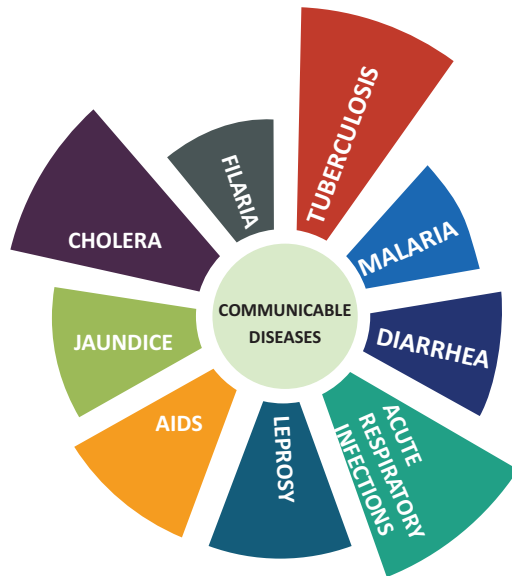 COMMUNICABLE
DISEASES
TUBERCULOSIS
MALARIA
DIARRHEA
ACUTE
RESPIRATORY
INFECTIONS
LEPROSY
AIDS
JAUNDICE
CHOLERA
FILARIA